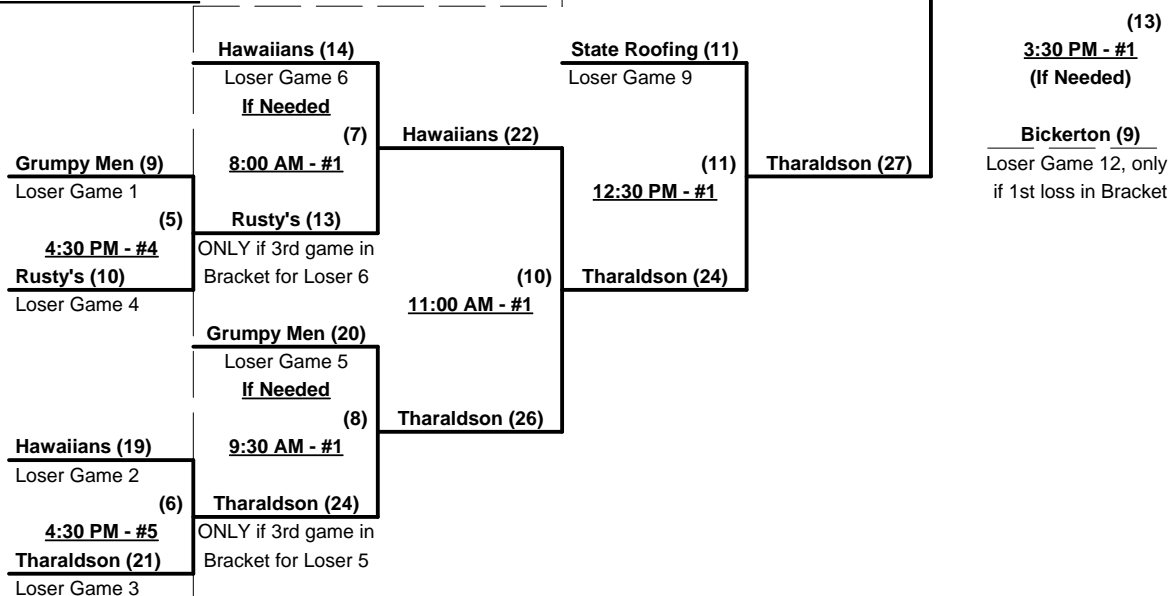 (13)
Hawaiians (14)
State Roofing (11)
3:30 PM - #1
Loser Game 6
Loser Game 9
(If Needed)
If Needed
(7)
Hawaiians (22)
Bickerton (9)
Grumpy Men (9)
8:00 AM - #1
(11)
Tharaldson (27)
Loser Game 12, only
Loser Game 1
12:30 PM - #1
if 1st loss in Bracket
(5)
Rusty's (13)
4:30 PM - #4
ONLY if 3rd game in
Rusty's (10)
Bracket for Loser 6
(10)
Tharaldson (24)
Loser Game 4
11:00 AM - #1
Grumpy Men (20)
Loser Game 5
If Needed
(8)
Tharaldson (26)
Hawaiians (19)
9:30 AM - #1
Loser Game 2
(6)
Tharaldson (24)
4:30 PM - #5
ONLY if 3rd game in
Tharaldson (21)
Bracket for Loser 5
Loser Game 3